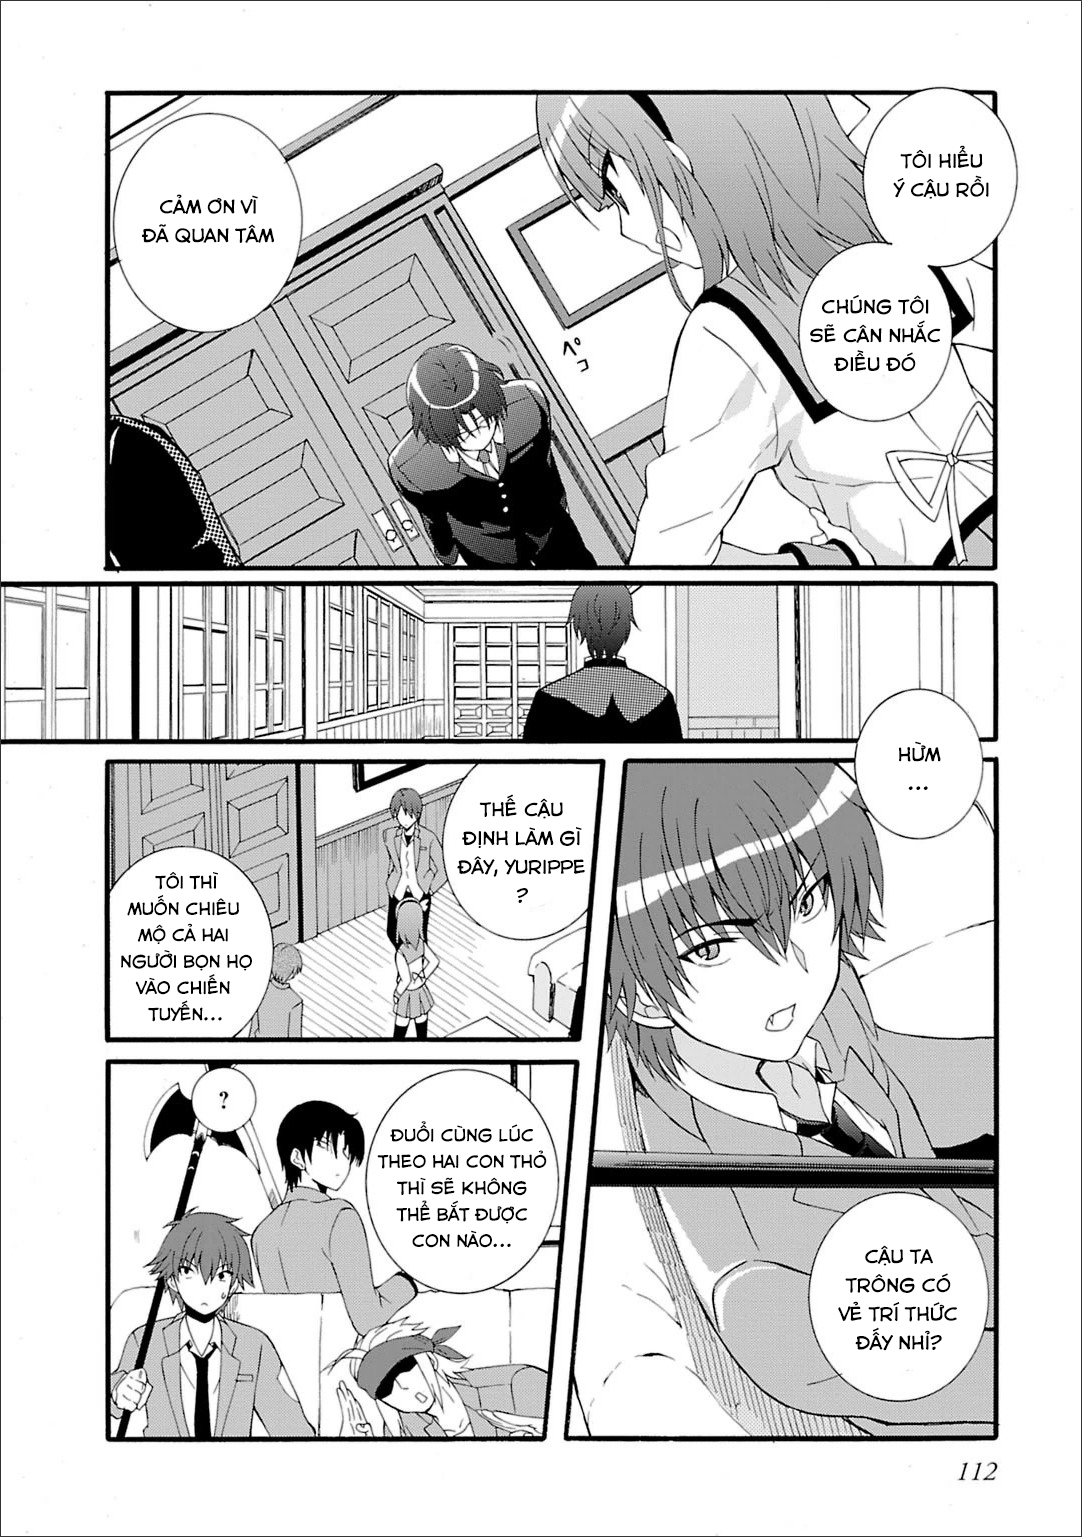 TÔI HIỂU
Ý CẬU RỒI
CHÚNG TÔI
SẼ CÂN NHẮC
ĐIỀU ĐÓ
ペコ
CẢM ƠN VÌ
ĐÃ QUAN TÂM
HỪM
...
THẾ CẬU
ĐỊNH LÀM GÌ
ĐÂY, YURIPPE
?
TÔI THÌ
MUỐN CHIÊU
MỘ CẢ HAI
NGƯỜI BỌN HỌ
VÀO CHIẾN
TUYẾN...
CẬU TA
TRÔNG CÓ
VẺ TRÍ THỨC
ĐẤY NHỈ?
ĐUỔI CÙNG LÚC
THEO HAI CON THỎ
THÌ SẼ KHÔNG
THỂ BẮT ĐƯỢC
CON NÀO...
?
112